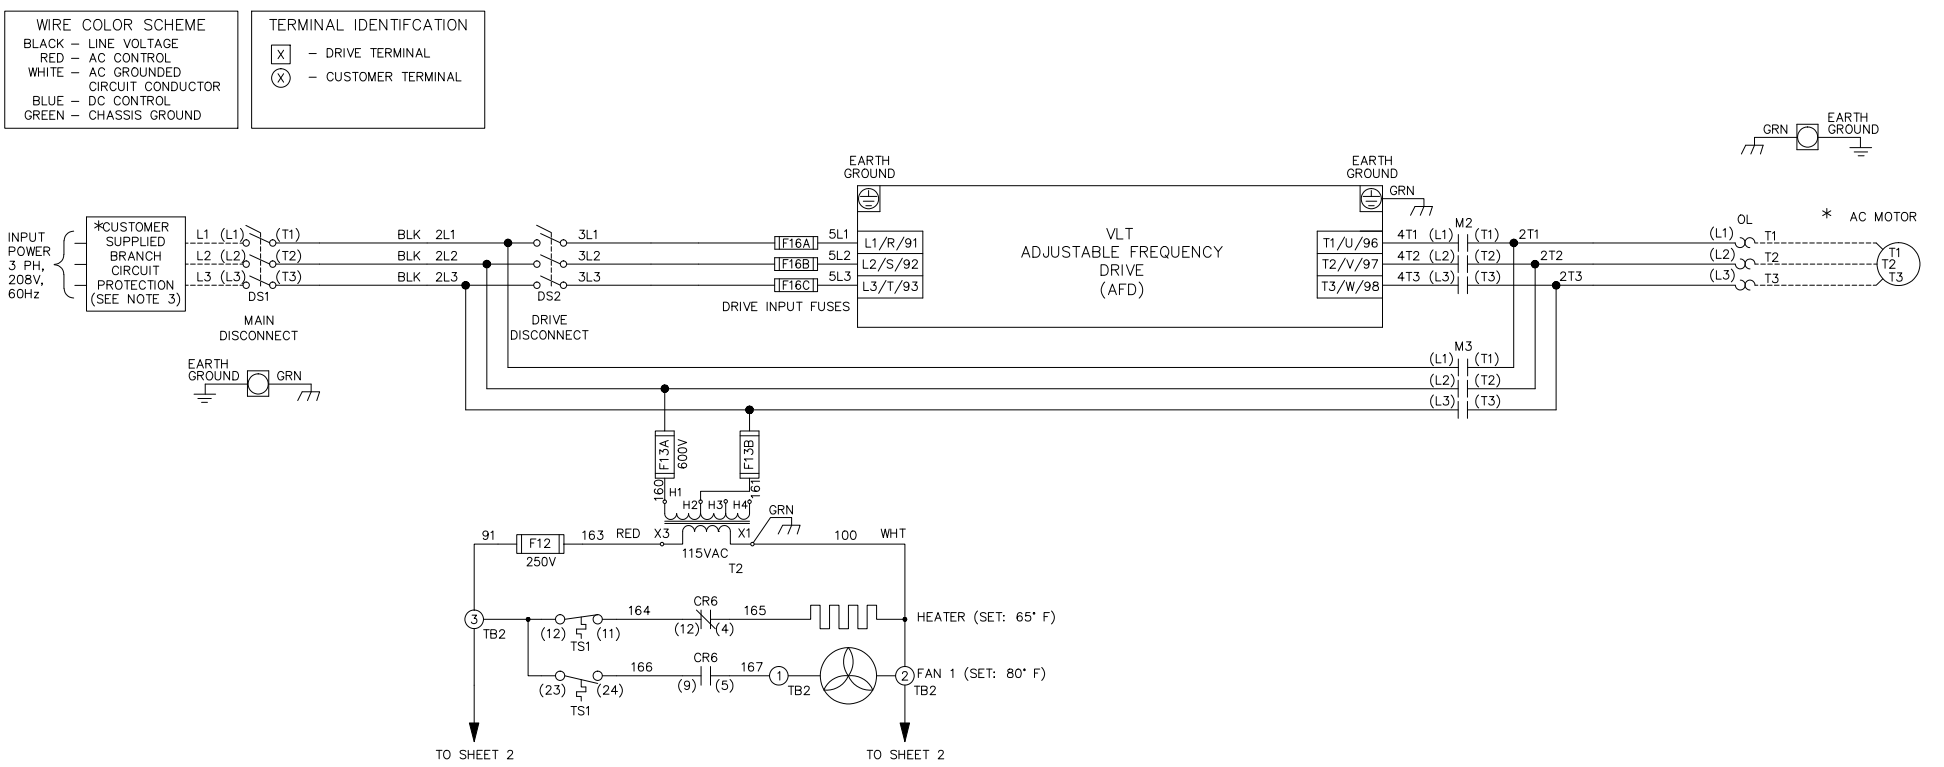 WIRE COLOR SCHEME
BLACK – LINE VOLTAGE
RED – AC CONTROL
WHITE – AC GROUNDED
CIRCUIT CONDUCTOR
BLUE – DC CONTROL
GREEN – CHASSIS GROUND
TERMINAL IDENTIFCATION
X – DRIVE TERMINAL
X – CUSTOMER TERMINAL
INPUT
POWER
3 PH,
208V,
60Hz
*CUSTOMER
SUPPLIED
BRANCH
CIRCUIT
PROTECTION
(SEE NOTE 3)
L1 (L1) (T1) BLK 2L1 3L1 F16A 5L1 L1/R/91
L2 (L2) (T2) BLK 2L2 3L2 F16B 5L2 L2/S/92
L3 (L3) (T3) BLK 2L3 3L3 F16C 5L3 L3/T/93
DS1
MAIN
DISCONNECT
DS2
DRIVE
DISCONNECT
DRIVE INPUT FUSES
EARTH
GROUND
VLT
ADJUSTABLE FREQUENCY
DRIVE
(AFD)
EARTH
GROUND
GRN
M2
T1/U/96 4T1 (L1) (T1) 2T1
T2/V/97 4T2 (L2) (T2) 2T2
T3/W/98 4T3 (L3) (T3) 2T3
GRN
EARTH
GROUND
OL
(L1) T1
(L2) T2
(L3) T3
* AC MOTOR
T1
T2
T3
M3
(L1) (T1)
(L2) (T2)
(L3) (T3)
EARTH
GROUND GRN
F13A
600V
F13B
160
161
H1
H2 H3 H4
GRN
91 F12 163 RED X3 X1 100 WHT
250V
115VAC
T2
3
TB2
(12) (11)
TS1
164
CR6
(12) (4)
165
HEATER (SET: 65° F)
(23) (24)
TS1
166
CR6
(9) (5)
167
1
TB2
2
TB2
FAN 1 (SET: 80° F)
TO SHEET 2
TO SHEET 2